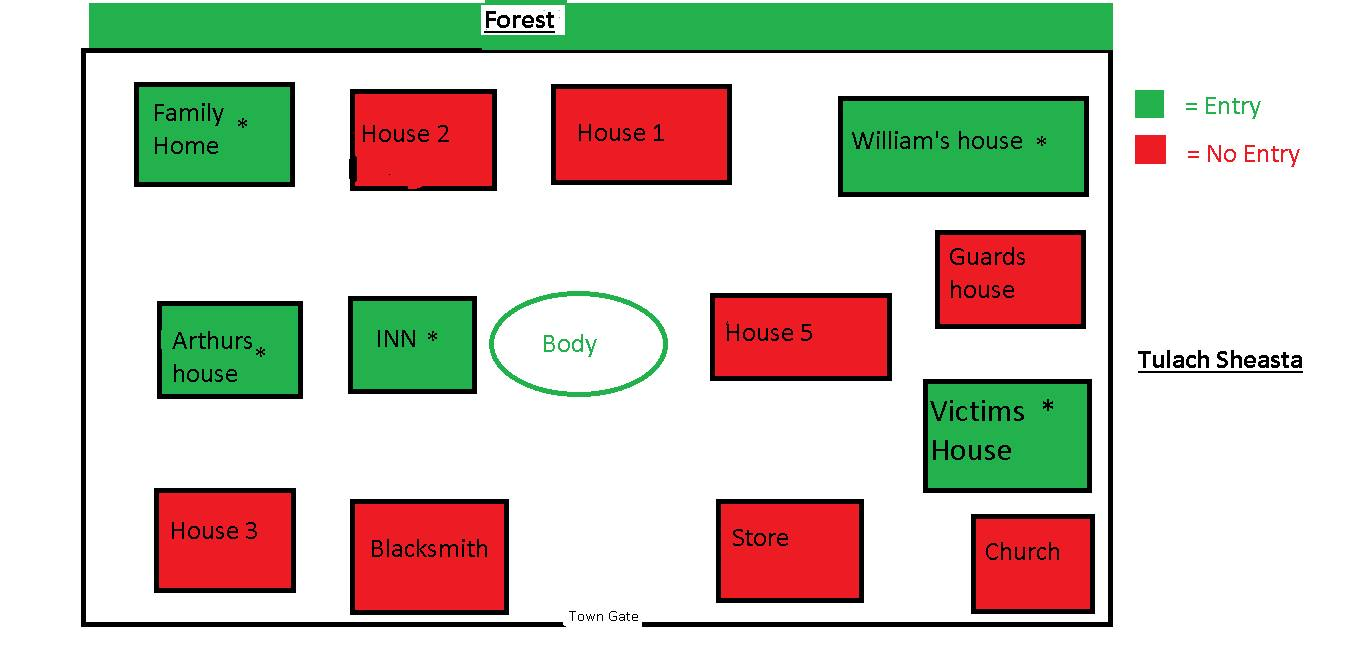 Forest
Family *
Home
House 2
House 1
William's house *
= Entry
= No Entry
Guards
house
Arthurs *
house
INN *
Body
House 5
Tulach Sheasta
Victims *
House
House 3
Blacksmith
Store
Church
Town Gate